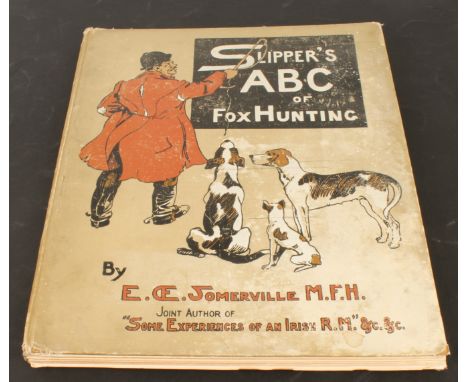 SLIPPER'S
ABC
OF
FOX HUNTING
By
E. Œ. SOMERVILLE M.F.H.
JOINT AUTHOR OF
"SOME EXPERIENCES OF AN IRISH R.M." &c. &c.